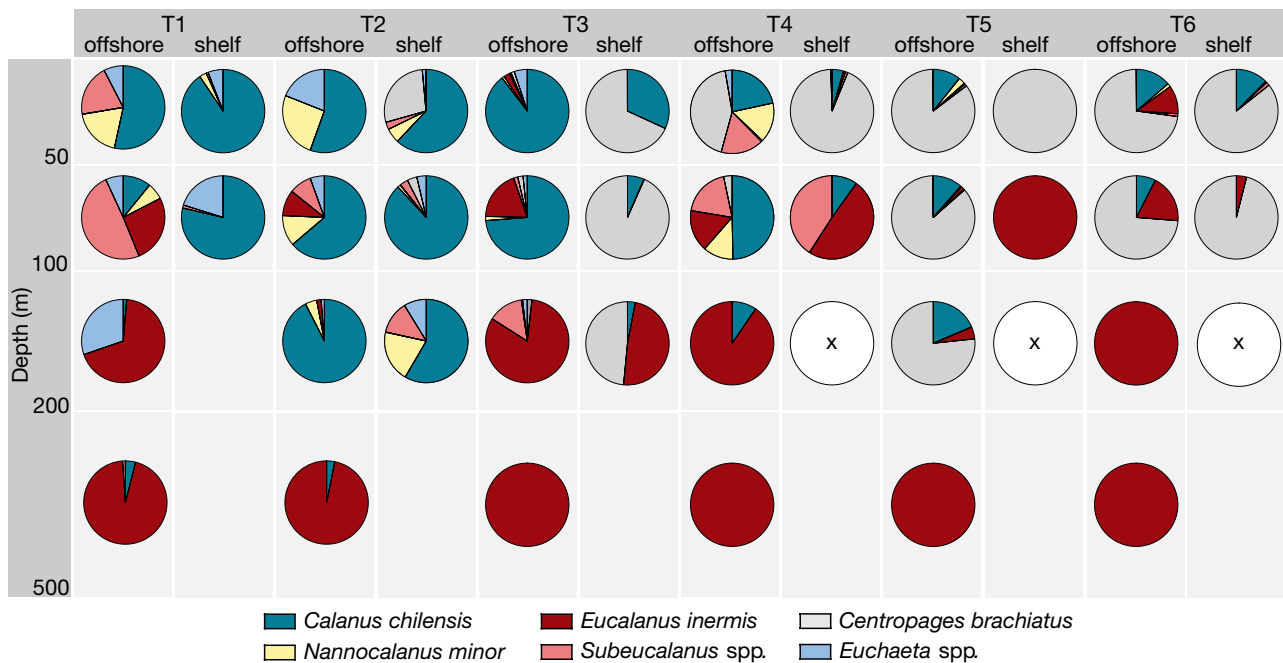 T1 T2 T3 T4 T5 T6
offshore shelf offshore shelf offshore shelf offshore shelf offshore shelf offshore shelf
50
100
Depth (m)
x x x
200
500
Calanus chilensis Eucalanus inermis Centropages brachiatus
Nannocalanus minor Subeucalanus spp. Euchaeta spp.